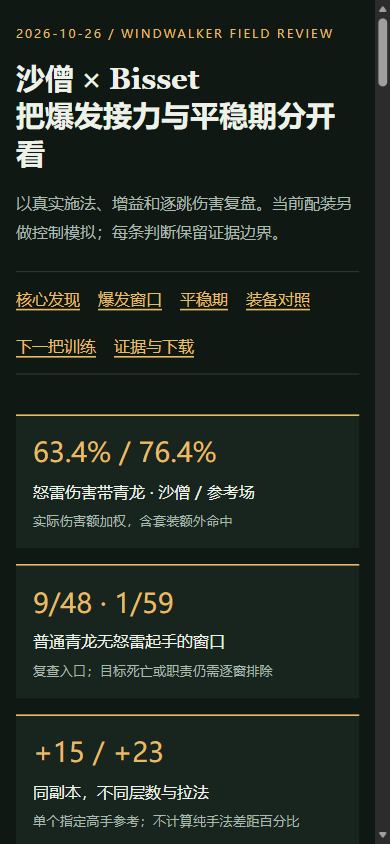 2026-10-26 / WINDWALKER FIELD REVIEW
沙僧 × Bisset
把爆发接力与平稳期分开
看
以真实施法、增益和逐跳伤害复盘。当前配装另
做控制模拟；每条判断保留证据边界。
核心发现 爆发窗口 平稳期 装备对照
下一把训练 证据与下载
63.4% / 76.4%
怒雷伤害带青龙 · 沙僧 / 参考场
实际伤害额加权，含套装额外命中
9/48 · 1/59
普通青龙无怒雷起手的窗口
复查入口；目标死亡或职责仍需逐窗排除
+15 / +23
同副本，不同层数与拉法
单个指定高手参考；不计算纯手法差距百分比